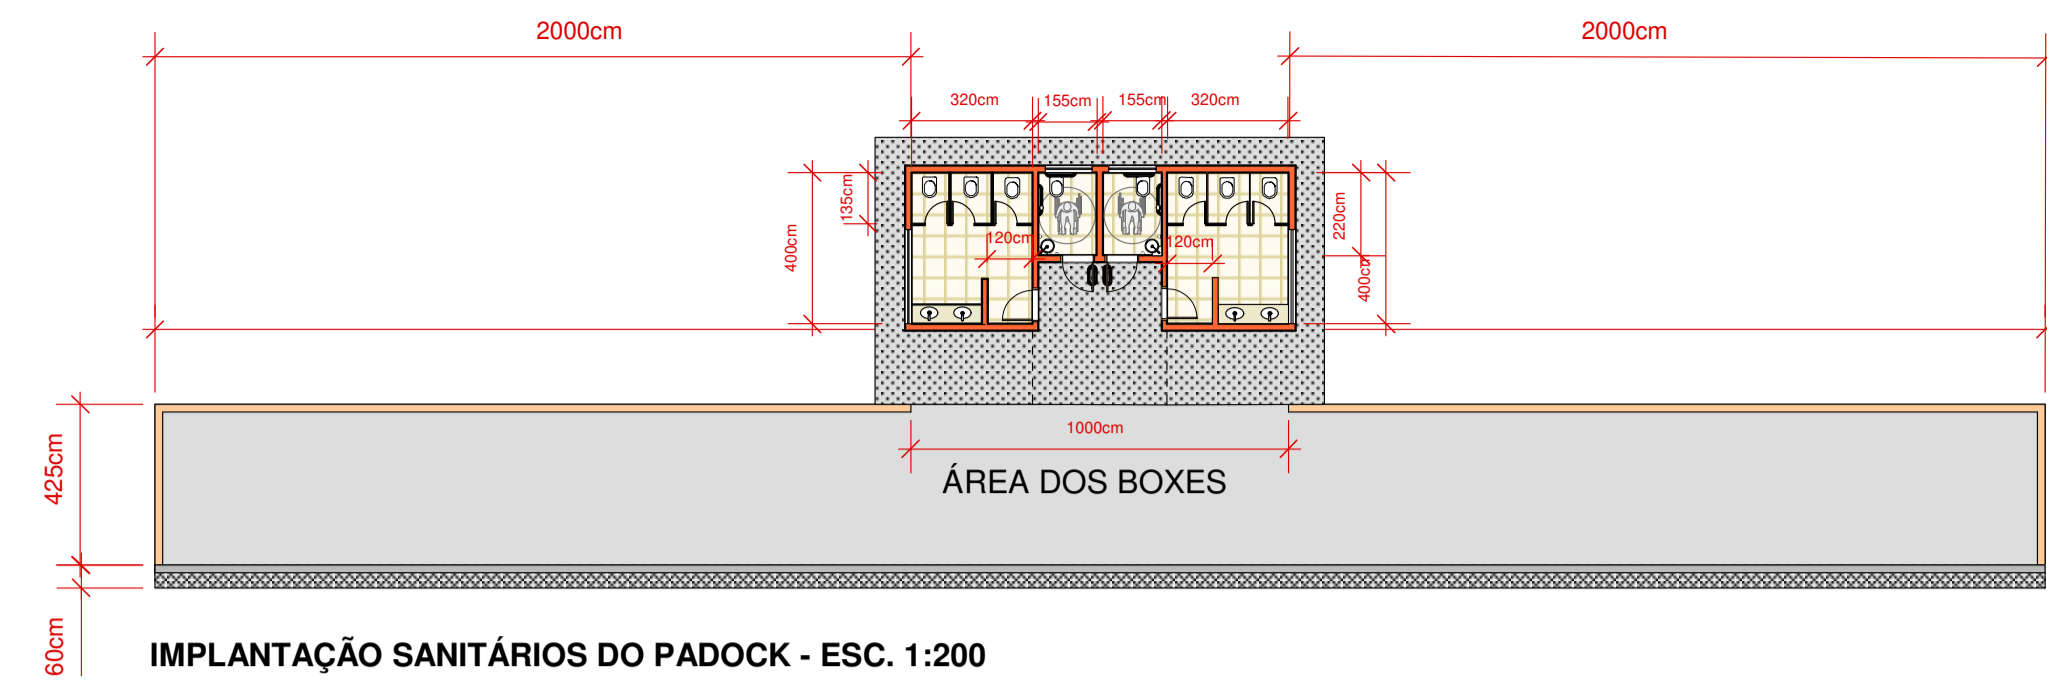 2000cm
2000cm
320cm
155cm
155cm
320cm
135cm
400cm
120cm
120cm
220cm
400cm
1000cm
ÁREA DOS BOXES
425cm
60cm
IMPLANTAÇÃO SANITÁRIOS DO PADOCK - ESC. 1:200